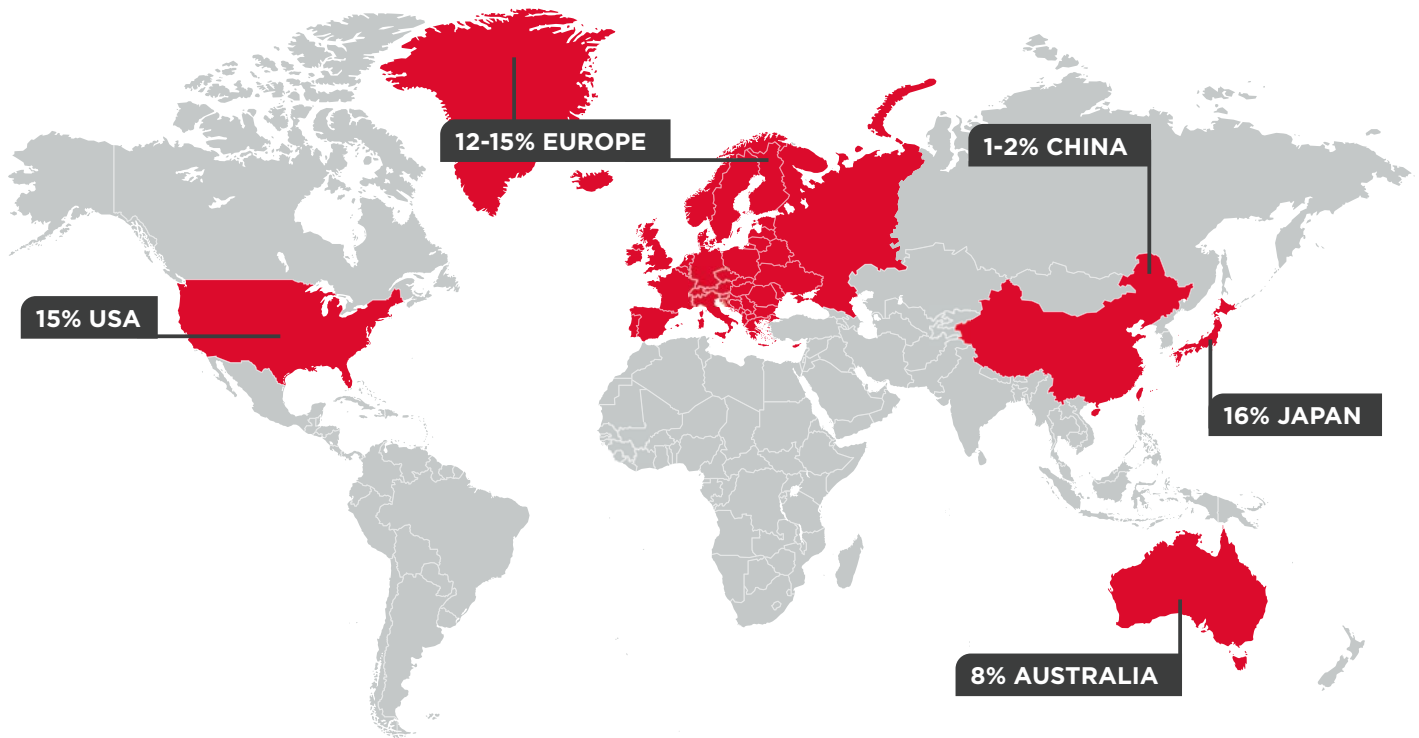 12-15% EUROPE
1-2% CHINA
15% USA
16% JAPAN
8% AUSTRALIA